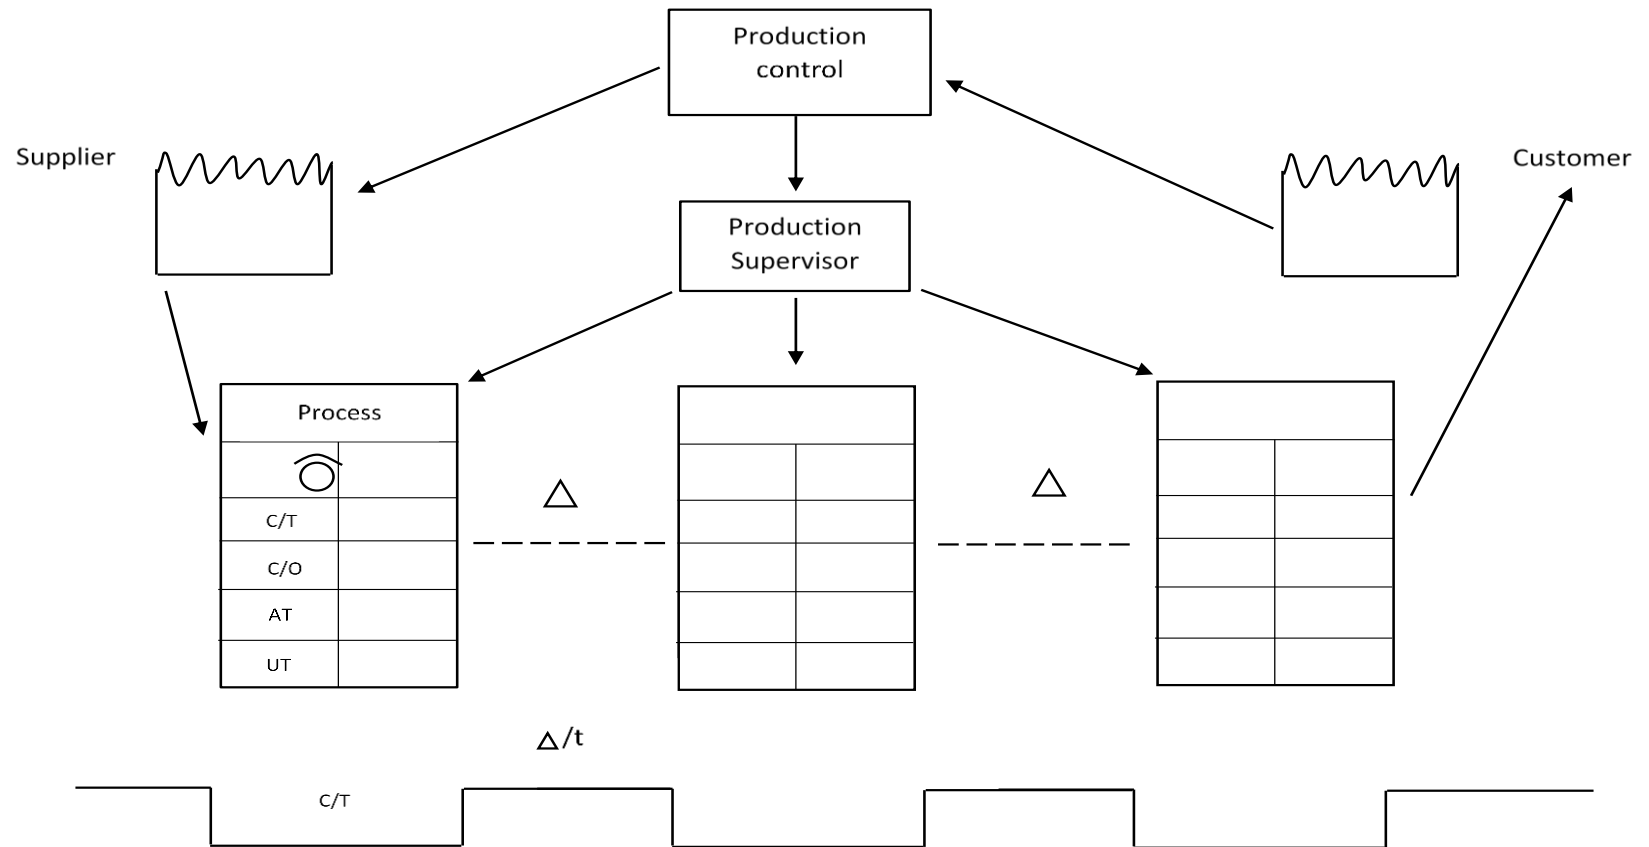 Production
control
Supplier
Customer
Production
Supervisor
Process
C/T
C/O
AT
UT
△/t
C/T